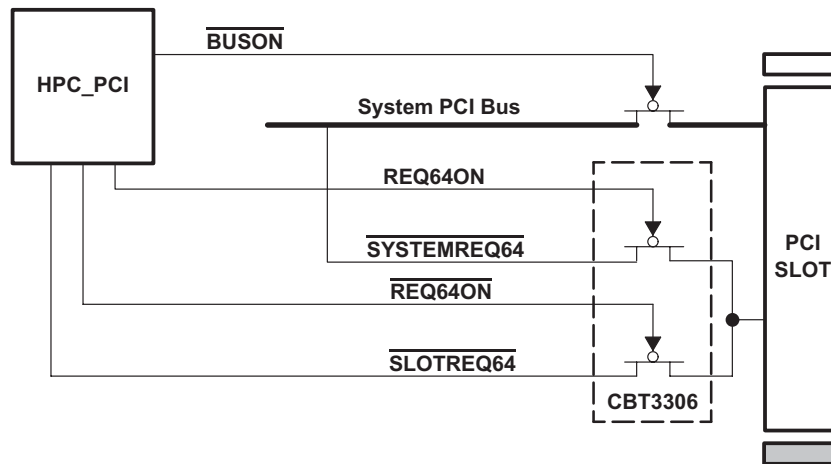 BUSON
HPC_PCI
System PCI Bus
REQ64ON
SYSTEMREQ64
PCI
SLOT
REQ64ON
SLOTREQ64
CBT3306